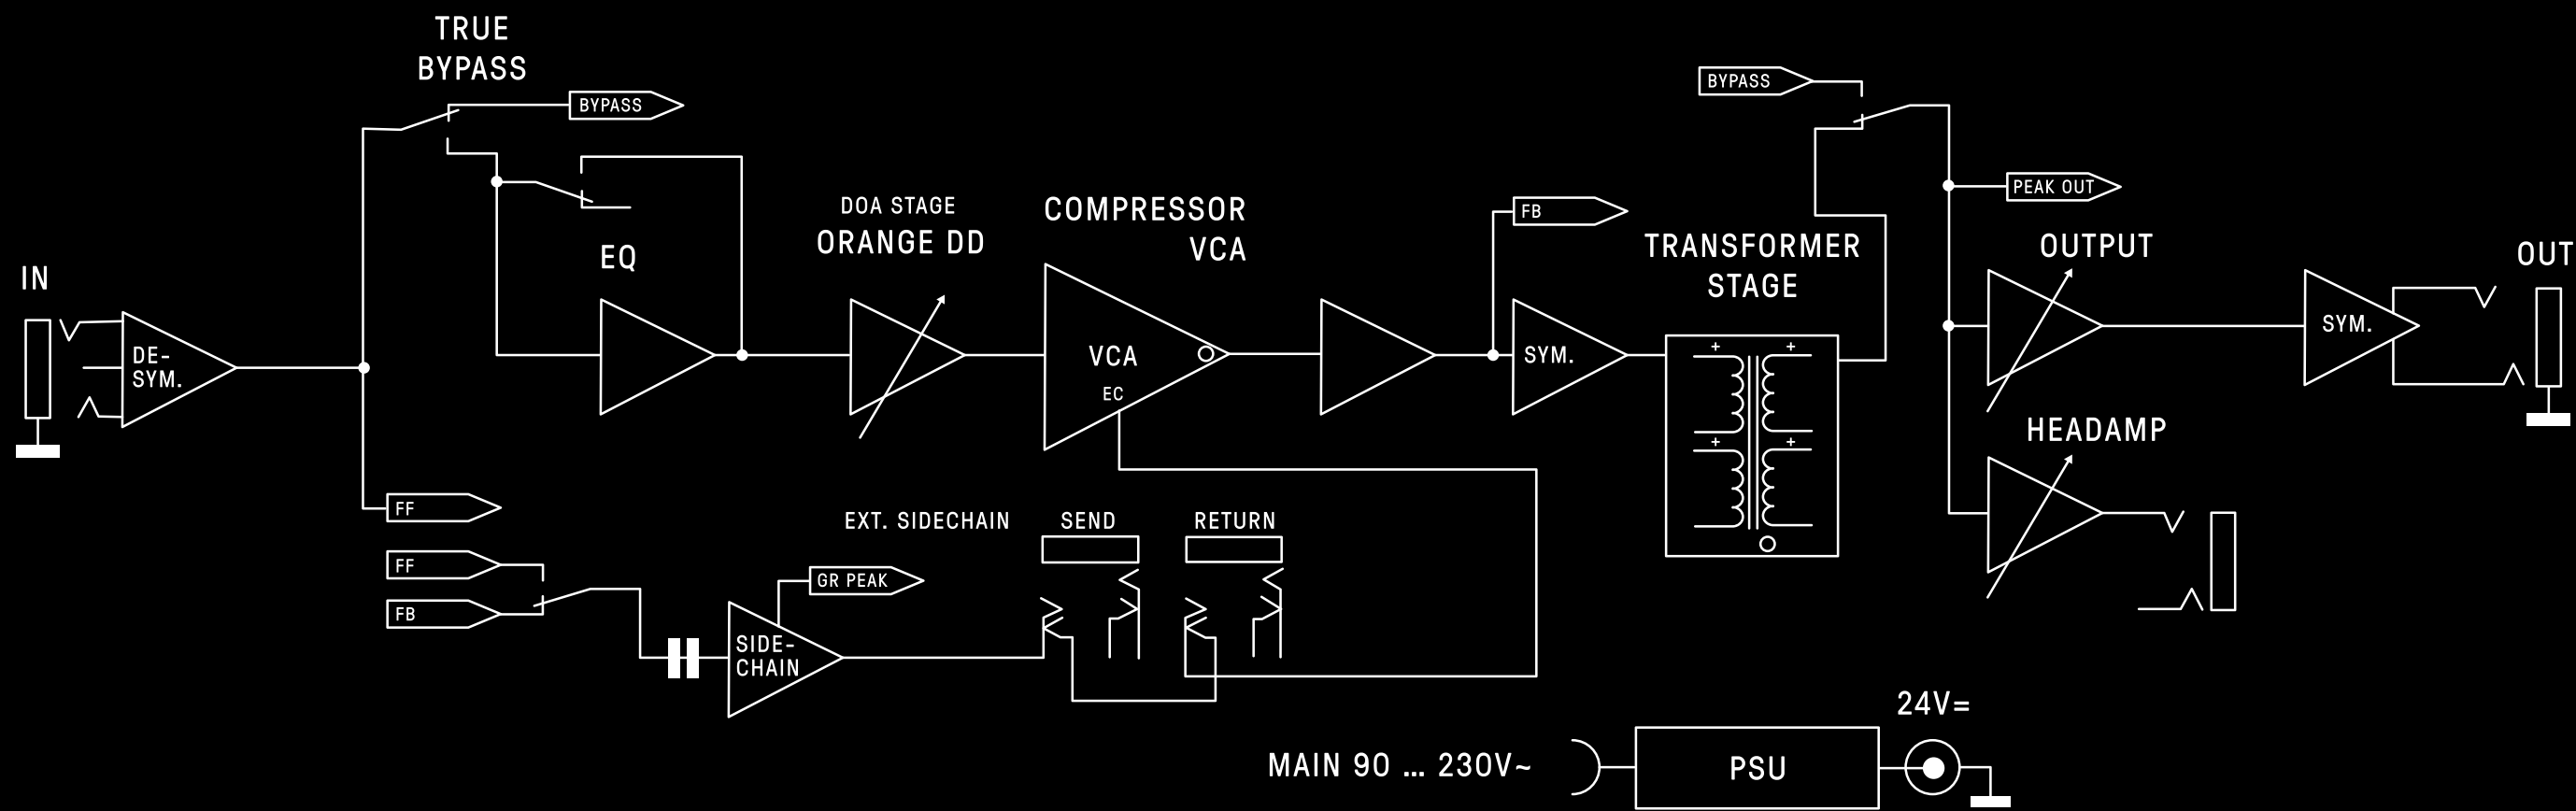 TRUE
BYPASS
BYPASS
BYPASS
PEAK OUT
DOA STAGE
ORANGE DD
COMPRESSOR
VCA
FB
TRANSFORMER
STAGE
OUTPUT
OUT
EQ
IN
DE-
SYM.
VCA
EC
SYM.
+ +
+ +
SYM.
HEADAMP
FF
EXT. SIDECHAIN
SEND
RETURN
FF
FB
GR PEAK
SIDE-
CHAIN
24V=
MAIN 90 ... 230V~
PSU